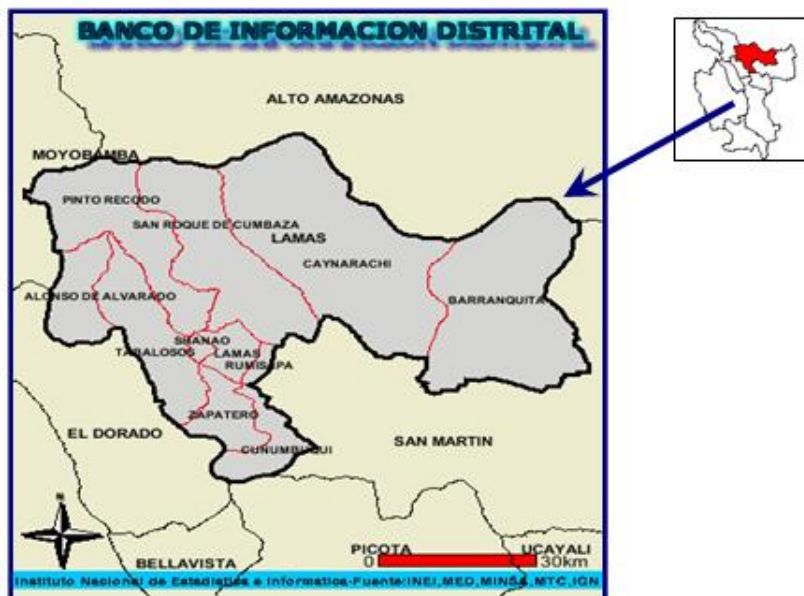 BANCO DE INFORMACION DISTRITAL
ALTO AMAZONAS
MOYOBAMBA
PINTO RECODO
SAN ROQUE DE CUMBAZA
LAMAS
CAYNARACHI
ALONSO DE ALVARADO
BARRANQUITA
SHANAO
TABALOSOS
LAMAS
RUMISAPA
ZAPATERO
EL DORADO
SAN MARTIN
CUNUMBUQUI
N
PICOTA
UCAYALI
BELLAVISTA
0
30km
Instituto Nacional de Estadistica e Informatica-Fuente:INEI,MED,MINSA,MTC,IGN